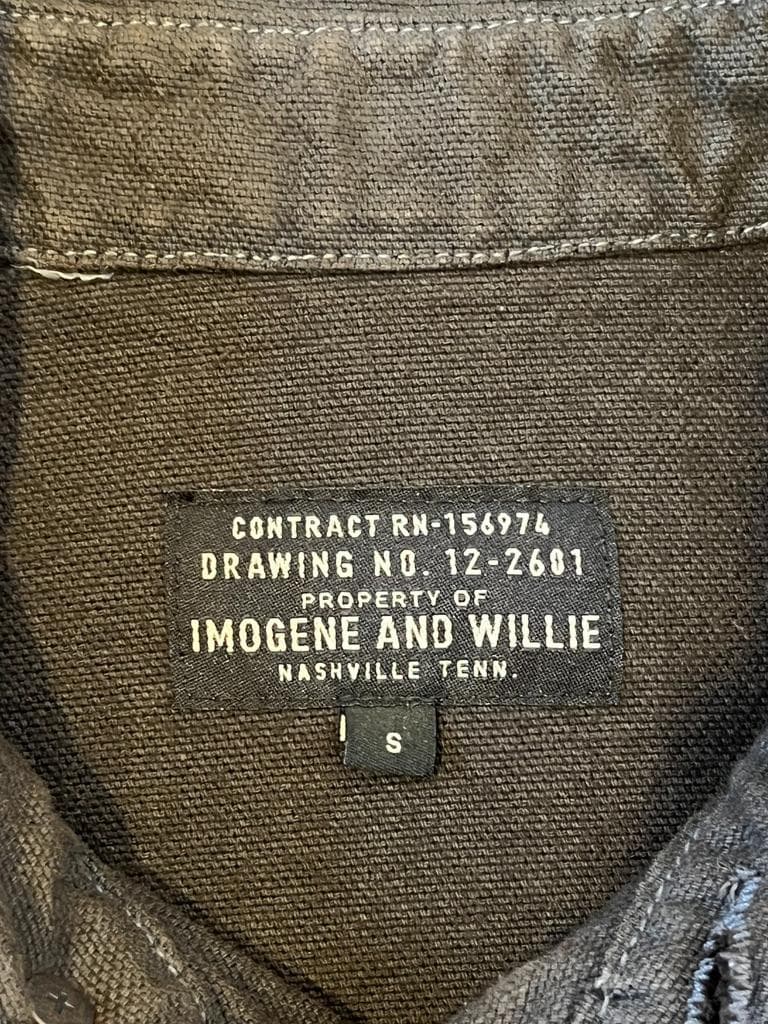 CONTRACT RN-156974
DRAWING NO. 12-2601
PROPERTY OF
IMOGENE AND WILLIE
NASHVILLE TENN.
S